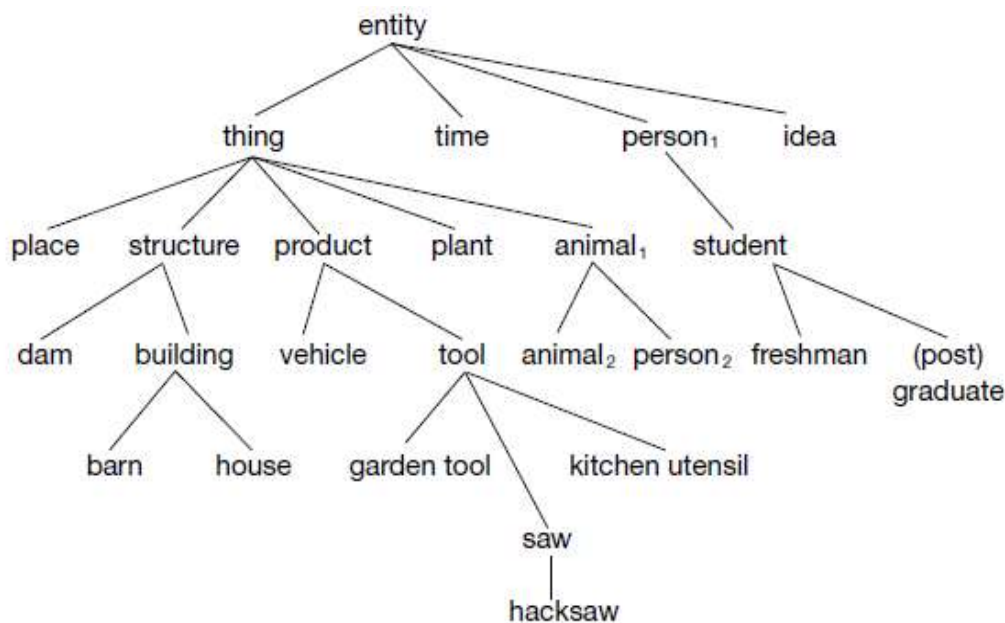 entity
thing time person₁ idea
place structure product plant animal₁ student
dam building vehicle tool animal₂ person₂ freshman (post)
graduate
barn house garden tool kitchen utensil
saw
hacksaw